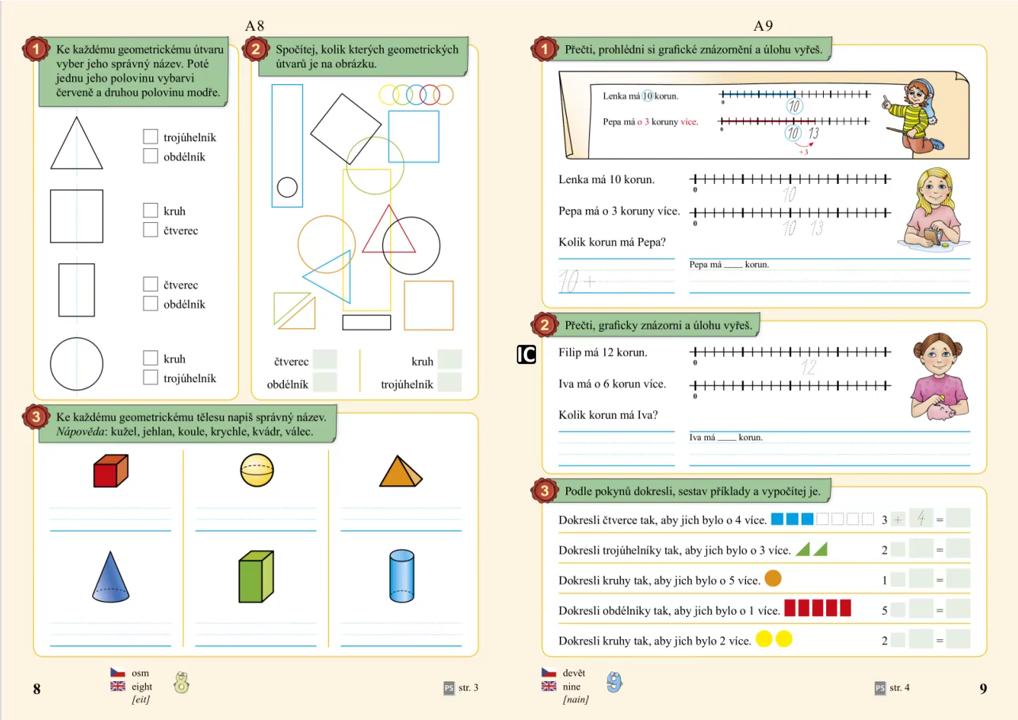 A 8
1
Ke každému geometrickému útvaru
vyber jeho správný název. Poté
jednu jeho polovinu vybarvi
červeně a druhou polovinu modře.
trojúhelník
obdélník
kruh
čtverec
čtverec
obdélník
kruh
trojúhelník
2
Spočítej, kolik kterých geometrických
útvarů je na obrázku.
čtverec
kruh
obdélník
trojúhelník
3
Ke každému geometrickému tělesu napiš správný název.
Nápověda: kužel, jehlan, koule, krychle, kvádr, válec.
8
osm
eight
[eit]
8
PS str. 3
A 9
1
Přečti, prohlédni si grafické znázornění a úlohu vyřeš.
Lenka má 10 korun.
0
10
Pepa má o 3 koruny více.
0
10 13
+3
Lenka má 10 korun.
0
10
Pepa má o 3 koruny více.
0
10 13
Kolik korun má Pepa?
10 +
Pepa má ____ korun.
2
Přečti, graficky znázorni a úlohu vyřeš.
IC
Filip má 12 korun.
0
12
Iva má o 6 korun více.
0
Kolik korun má Iva?
Iva má ____ korun.
3
Podle pokynů dokresli, sestav příklady a vypočítej je.
Dokresli čtverce tak, aby jich bylo o 4 více. 3 + 4 =
Dokresli trojúhelníky tak, aby jich bylo o 3 více. 2 =
Dokresli kruhy tak, aby jich bylo o 5 více. 1 =
Dokresli obdélníky tak, aby jich bylo o 1 více. 5 =
Dokresli kruhy tak, aby jich bylo 2 více. 2 =
devět
nine
[nain]
9
PS str. 4
9